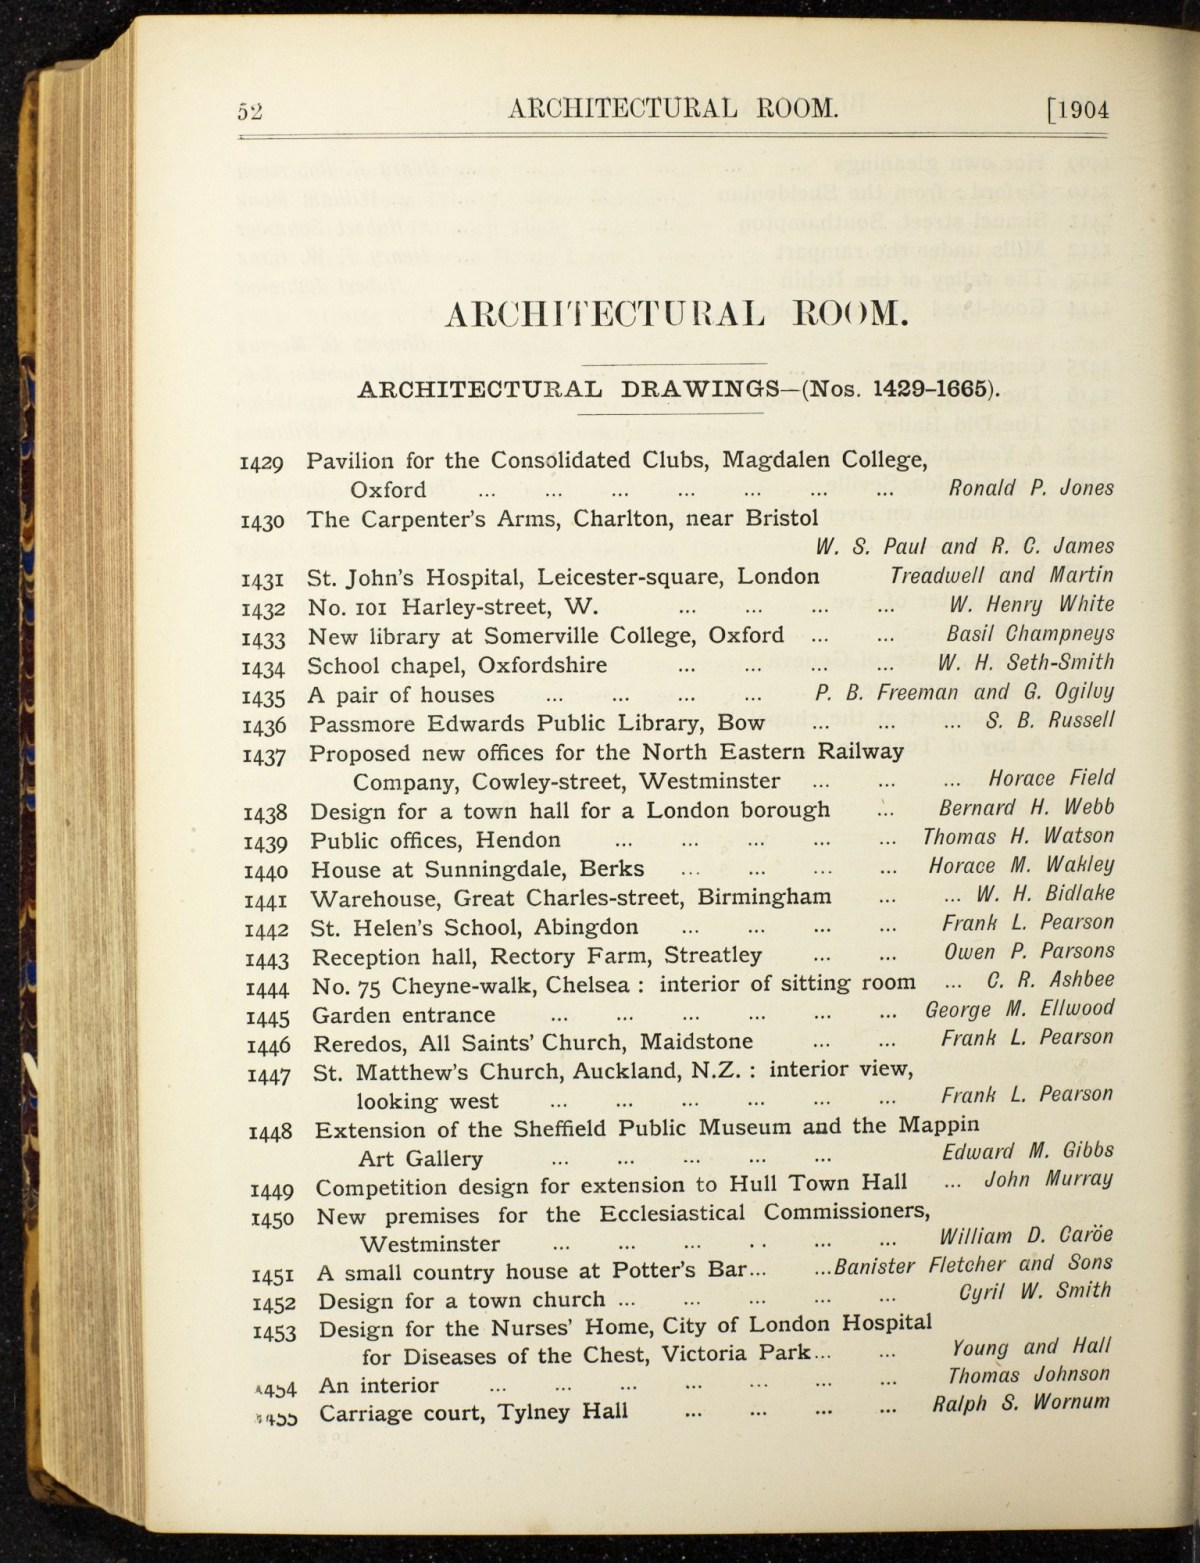 52 ARCHITECTURAL ROOM. [1904
ARCHITECTURAL ROOM.
ARCHITECTURAL DRAWINGS—(Nos. 1429–1665).
1429 Pavilion for the Consolidated Clubs, Magdalen College,
Oxford ... ... ... ... ... ... ... Ronald P. Jones
1430 The Carpenter's Arms, Charlton, near Bristol
W. S. Paul and R. C. James
1431 St. John's Hospital, Leicester-square, London Treadwell and Martin
1432 No. 101 Harley-street, W. ... ... ... ... W. Henry White
1433 New library at Somerville College, Oxford ... ... Basil Champneys
1434 School chapel, Oxfordshire ... ... ... ... W. H. Seth-Smith
1435 A pair of houses ... ... ... ... P. B. Freeman and G. Ogilvy
1436 Passmore Edwards Public Library, Bow ... ... ... S. B. Russell
1437 Proposed new offices for the North Eastern Railway
Company, Cowley-street, Westminster ... ... ... Horace Field
1438 Design for a town hall for a London borough ... Bernard H. Webb
1439 Public offices, Hendon ... ... ... ... ... Thomas H. Watson
1440 House at Sunningdale, Berks ... ... ... ... Horace M. Wakley
1441 Warehouse, Great Charles-street, Birmingham ... ... W. H. Bidlake
1442 St. Helen's School, Abingdon ... ... ... ... Frank L. Pearson
1443 Reception hall, Rectory Farm, Streatley ... ... Owen P. Parsons
1444 No. 75 Cheyne-walk, Chelsea : interior of sitting room ... C. R. Ashbee
1445 Garden entrance ... ... ... ... ... ... George M. Ellwood
1446 Reredos, All Saints' Church, Maidstone ... ... Frank L. Pearson
1447 St. Matthew's Church, Auckland, N.Z. : interior view,
looking west ... ... ... ... ... ... Frank L. Pearson
1448 Extension of the Sheffield Public Museum and the Mappin
Art Gallery ... ... ... ... ... Edward M. Gibbs
1449 Competition design for extension to Hull Town Hall ... John Murray
1450 New premises for the Ecclesiastical Commissioners,
Westminster ... ... ... .. ... ... William D. Caröe
1451 A small country house at Potter's Bar... ...Banister Fletcher and Sons
1452 Design for a town church ... ... ... ... ... Cyril W. Smith
1453 Design for the Nurses' Home, City of London Hospital
for Diseases of the Chest, Victoria Park... ... Young and Hall
1454 An interior ... ... ... ... ... ... ... Thomas Johnson
1455 Carriage court, Tylney Hall ... ... ... ... Ralph S. Wornum